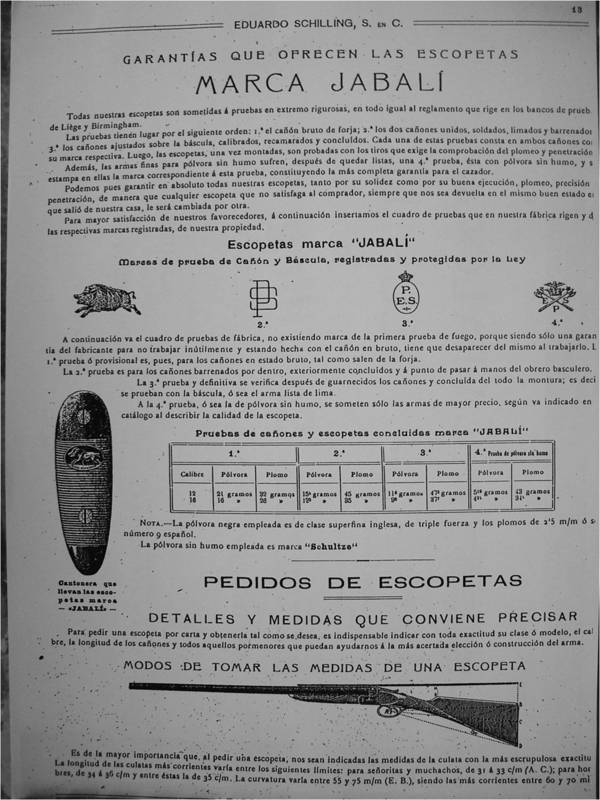 13
EDUARDO SCHILLING, S. EN C.
GARANTÍAS QUE OFRECEN LAS ESCOPETAS
MARCA JABALÍ
Todas nuestras escopetas son sometidas á pruebas en extremo rigurosas, en todo igual al reglamento que rige en los bancos de prueb
de Liège y Birmingham.
Las pruebas tienen lugar por el siguiente orden: 1.ª el cañón bruto de forja; 2.ª los dos cañones unidos, soldados, limados y barrenados
3.ª los cañones ajustados sobre la báscula, calibrados, recamarados y concluídos. Cada una de estas pruebas consta en ambos cañones con
su marca respectiva. Luego, las escopetas, una vez montadas, son probadas con los tiros que exige la comprobación del plomeo y penetración
Además, las armas finas para pólvora sin humo sufren, después de quedar listas, una 4.ª prueba, ésta con pólvora sin humo, y s
estampa en ellas la marca correspondiente á esta prueba, constituyendo la más completa garantía para el cazador.
Podemos pues garantir en absoluto todas nuestras escopetas, tanto por su solidez como por su buena ejecución, plomeo, precisión
penetración, de manera que cualquier escopeta que no satisfaga al comprador, siempre que nos sea devuelta en el mismo buen estado e
que salió de nuestra casa, le será cambiada por otra.
Para mayor satisfacción de nuestros favorecedores, á continuación insertamos el cuadro de pruebas que en nuestra fábrica rigen y d
las respectivas marcas registradas, de nuestra propiedad.
Escopetas marca "JABALÍ"
Marcas de prueba de Cañón y Báscula, registradas y protegidas por la Ley
P.
E.S.
P S
2.ª 3.ª 4.ª
A continuación va el cuadro de pruebas de fábrica, no existiendo marca de la primera prueba de fuego, porque siendo sólo una garan
tía del fabricante para no trabajar inútilmente y estando hecha con el cañón en bruto, tiene que desaparecer del mismo al trabajarlo. L
1.ª prueba ó provisional es, pues, para los cañones en estado bruto, tal como salen de la forja.
La 2.ª prueba es para los cañones barrenados por dentro, exteriormente concluídos y á punto de pasar á manos del obrero basculero.
La 3.ª prueba y definitiva se verifica después de guarnecidos los cañones y concluída del todo la montura; es deci
se prueban con la báscula, ó sea el arma lista de lima.
A la 4.ª prueba, ó sea la de pólvora sin humo, se someten sólo las armas de mayor precio, según va indicado en
catálogo al describir la calidad de la escopeta.
Pruebas de cañones y escopetas concluídas marca "JABALÍ"
1.ª 2.ª 3.ª 4.ª Prueba de pólvora sin humo
Calibre Pólvora Plomo Pólvora Plomo Pólvora Plomo Pólvora Plomo
12 21 gramos 32 gramos 45 gramos gramos gramos 43 gramos
16 16 » 26 » » 35 » » » » »
NOTA.—La pólvora negra empleada es de clase superfina inglesa, de triple fuerza y los plomos de 2'5 m/m ó s
número 9 español.
La pólvora sin humo empleada es marca "Schultze"
Cantonera que
llevan las esco-
petas marca
— «JABALÍ» —
PEDIDOS DE ESCOPETAS
DETALLES Y MEDIDAS QUE CONVIENE PRECISAR
Para pedir una escopeta por carta y obtenerla tal como se desea, es indispensable indicar con toda exactitud su clase ó modelo, el cal
bre, la longitud de los cañones y todos aquellos pormenores que puedan ayudarnos á la más acertada elección ó construcción del arma.
MODOS DE TOMAR LAS MEDIDAS DE UNA ESCOPETA
Es de la mayor importancia que, al pedir una escopeta, nos sean indicadas las medidas de la culata con la más escrupulosa exactitu
La longitud de las culatas más corrientes varía entre los siguientes límites: para señoritas y muchachos, de 31 á 33 c/m (A. C.); para hom
bres, de 34 á 36 c/m y entre éstas la de 35 c/m. La curvatura varía entre 55 y 75 m/m (E. B.), siendo las más corrientes entre 60 y 70 m/